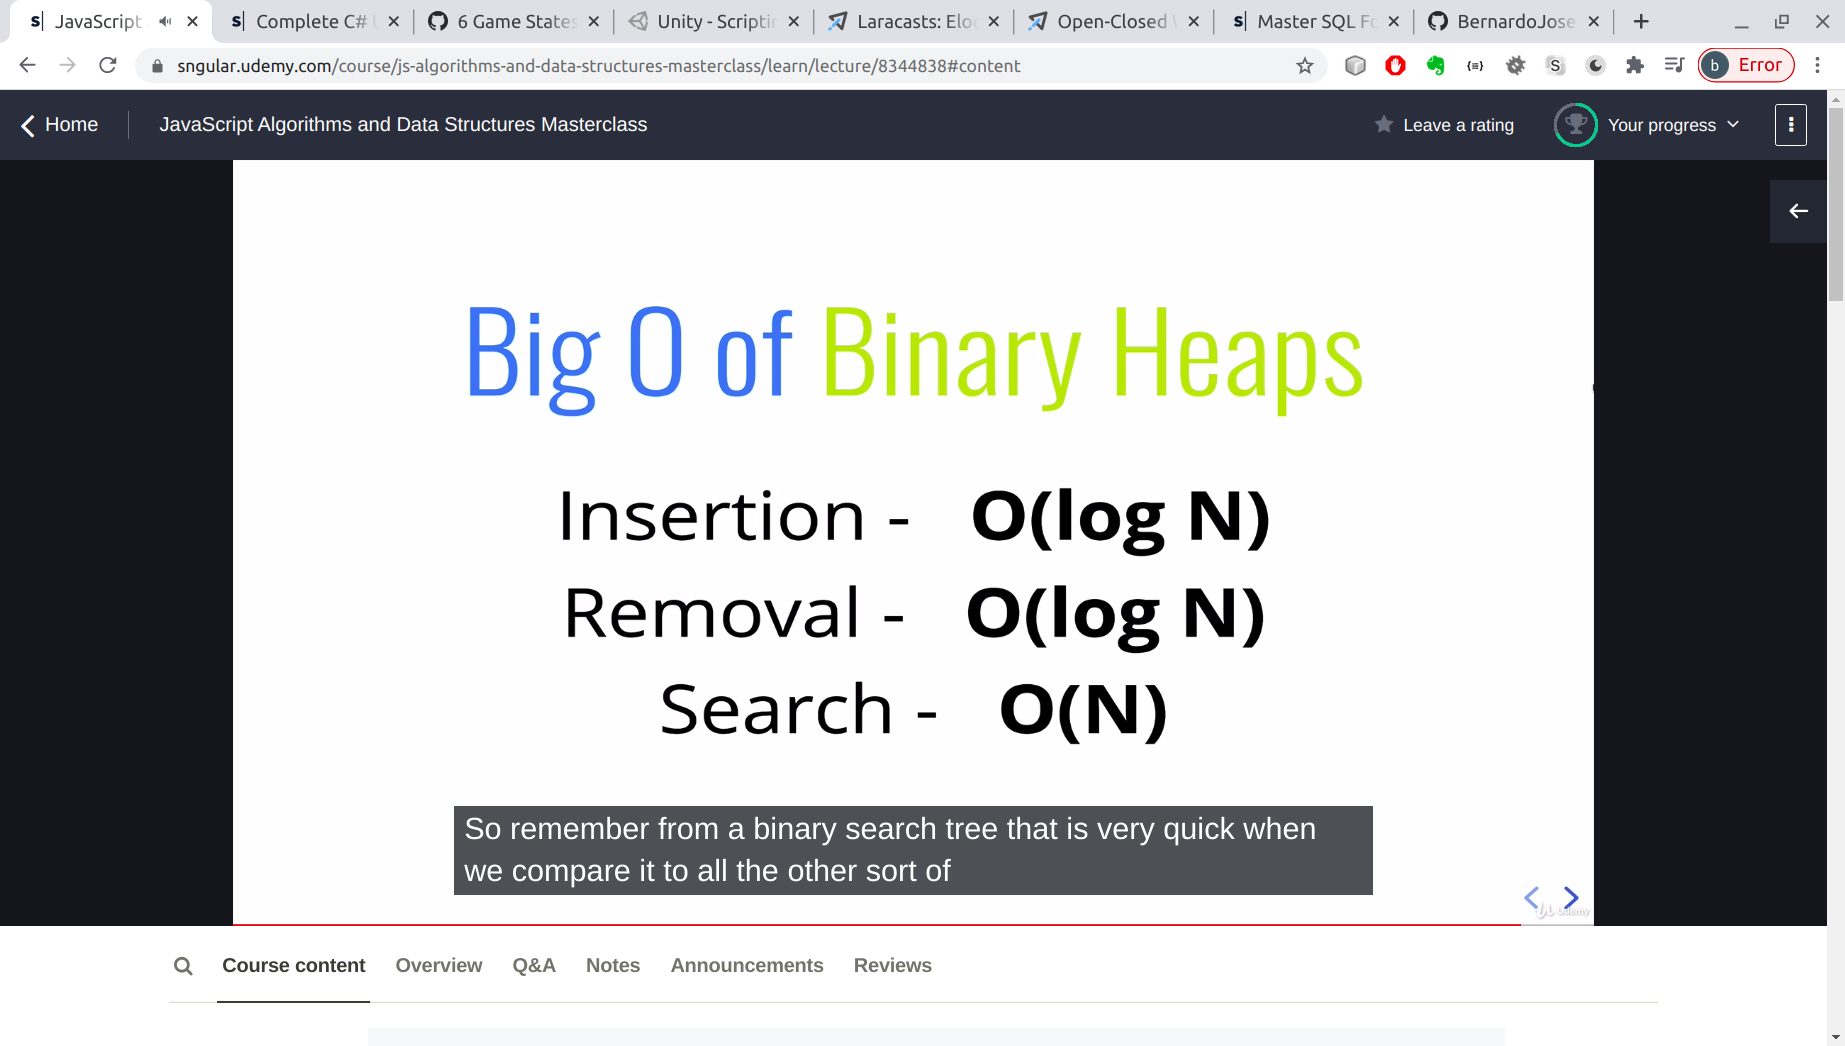 s| JavaScript
s| Complete C#
6 Game States
Unity - Scriptin
Laracasts: Elo
Open-Closed
s| Master SQL Fo
BernardoJose
sngular.udemy.com/course/js-algorithms-and-data-structures-masterclass/learn/lecture/8344838#content
S
b Error
Home
JavaScript Algorithms and Data Structures Masterclass
Leave a rating
Your progress
Big O of Binary Heaps
Insertion - O(log N)
Removal - O(log N)
Search - O(N)
So remember from a binary search tree that is very quick when
we compare it to all the other sort of
Udemy
Course content Overview Q&A Notes Announcements Reviews